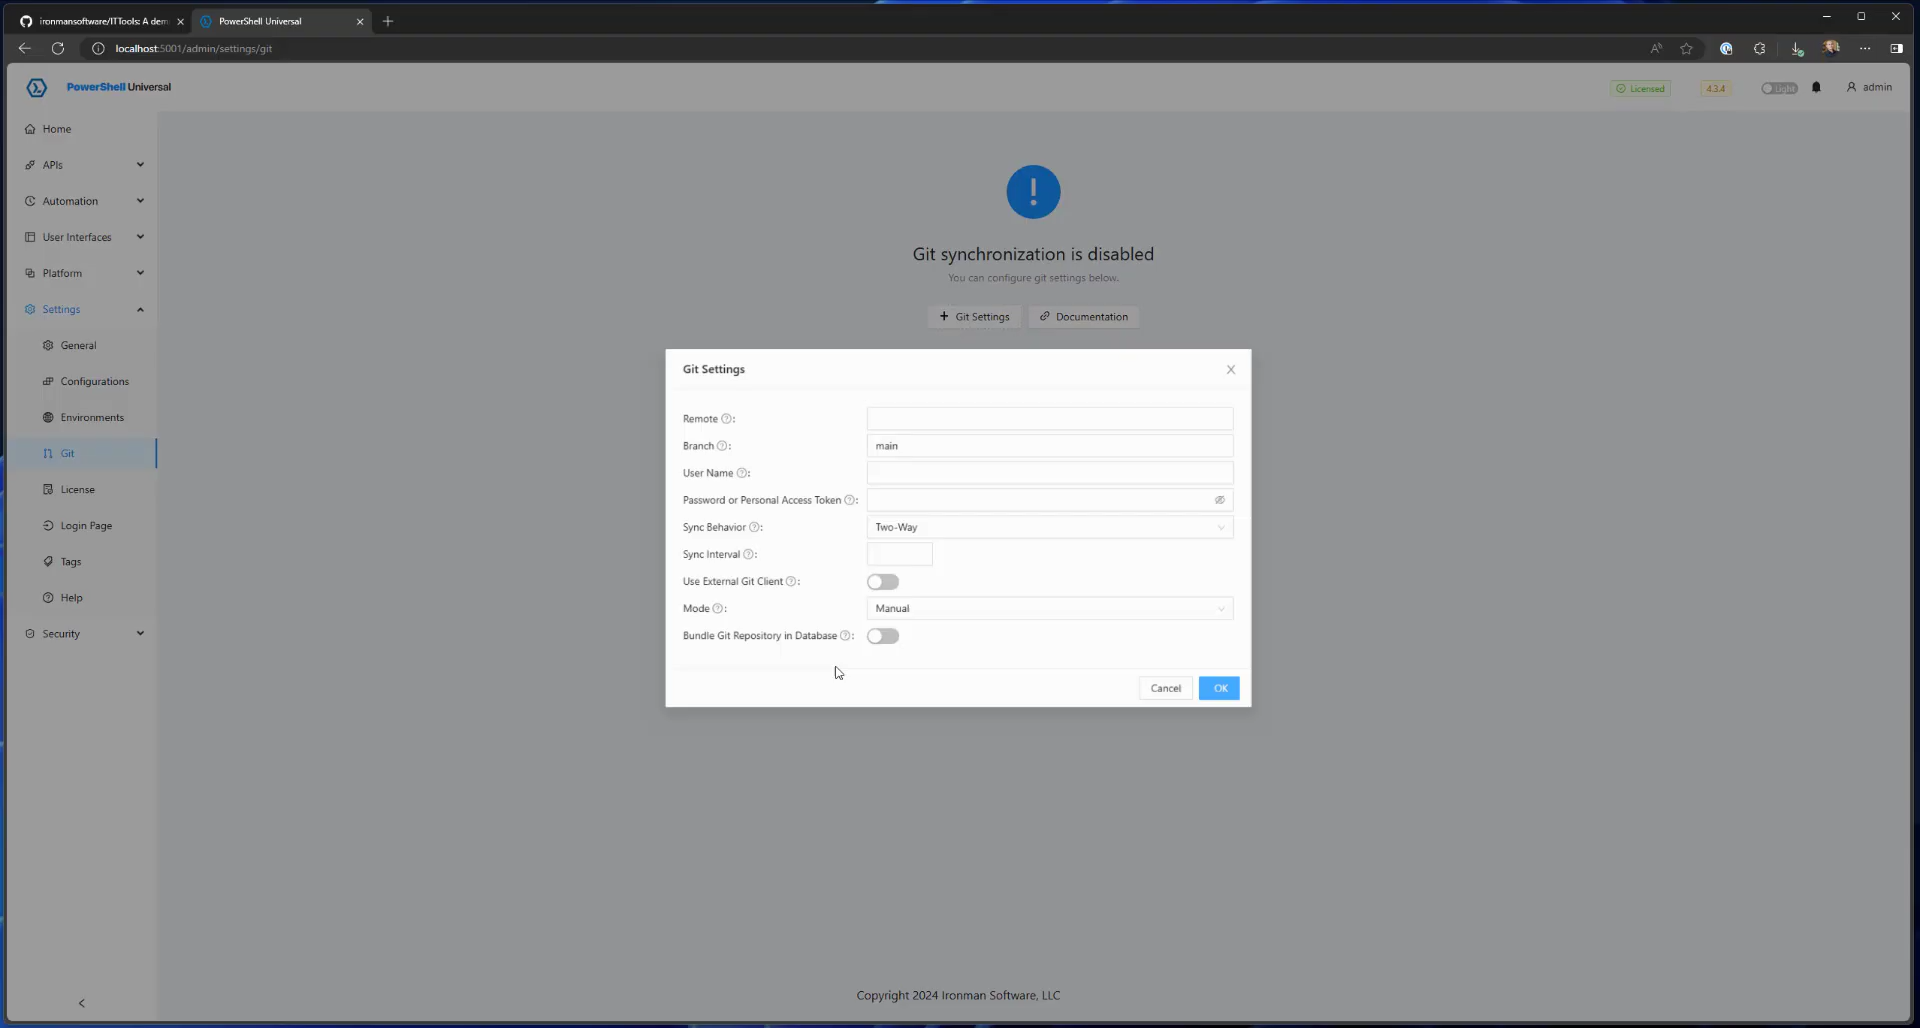 ironmansoftware/ITTools: A dem
PowerShell Universal
localhost:5001/admin/settings/git
PowerShell Universal
Licensed
4.3.4
Light
admin
Home
APIs
Automation
User Interfaces
Platform
Settings
General
Configurations
Environments
Git
License
Login Page
Tags
Help
Security
Git synchronization is disabled
You can configure git settings below.
Git Settings
Documentation
Git Settings
Remote ?:
Branch ?: main
User Name ?:
Password or Personal Access Token ?:
Sync Behavior ?: Two-Way
Sync Interval ?:
Use External Git Client ?:
Mode ?: Manual
Bundle Git Repository in Database ?:
Cancel
OK
Copyright 2024 Ironman Software, LLC